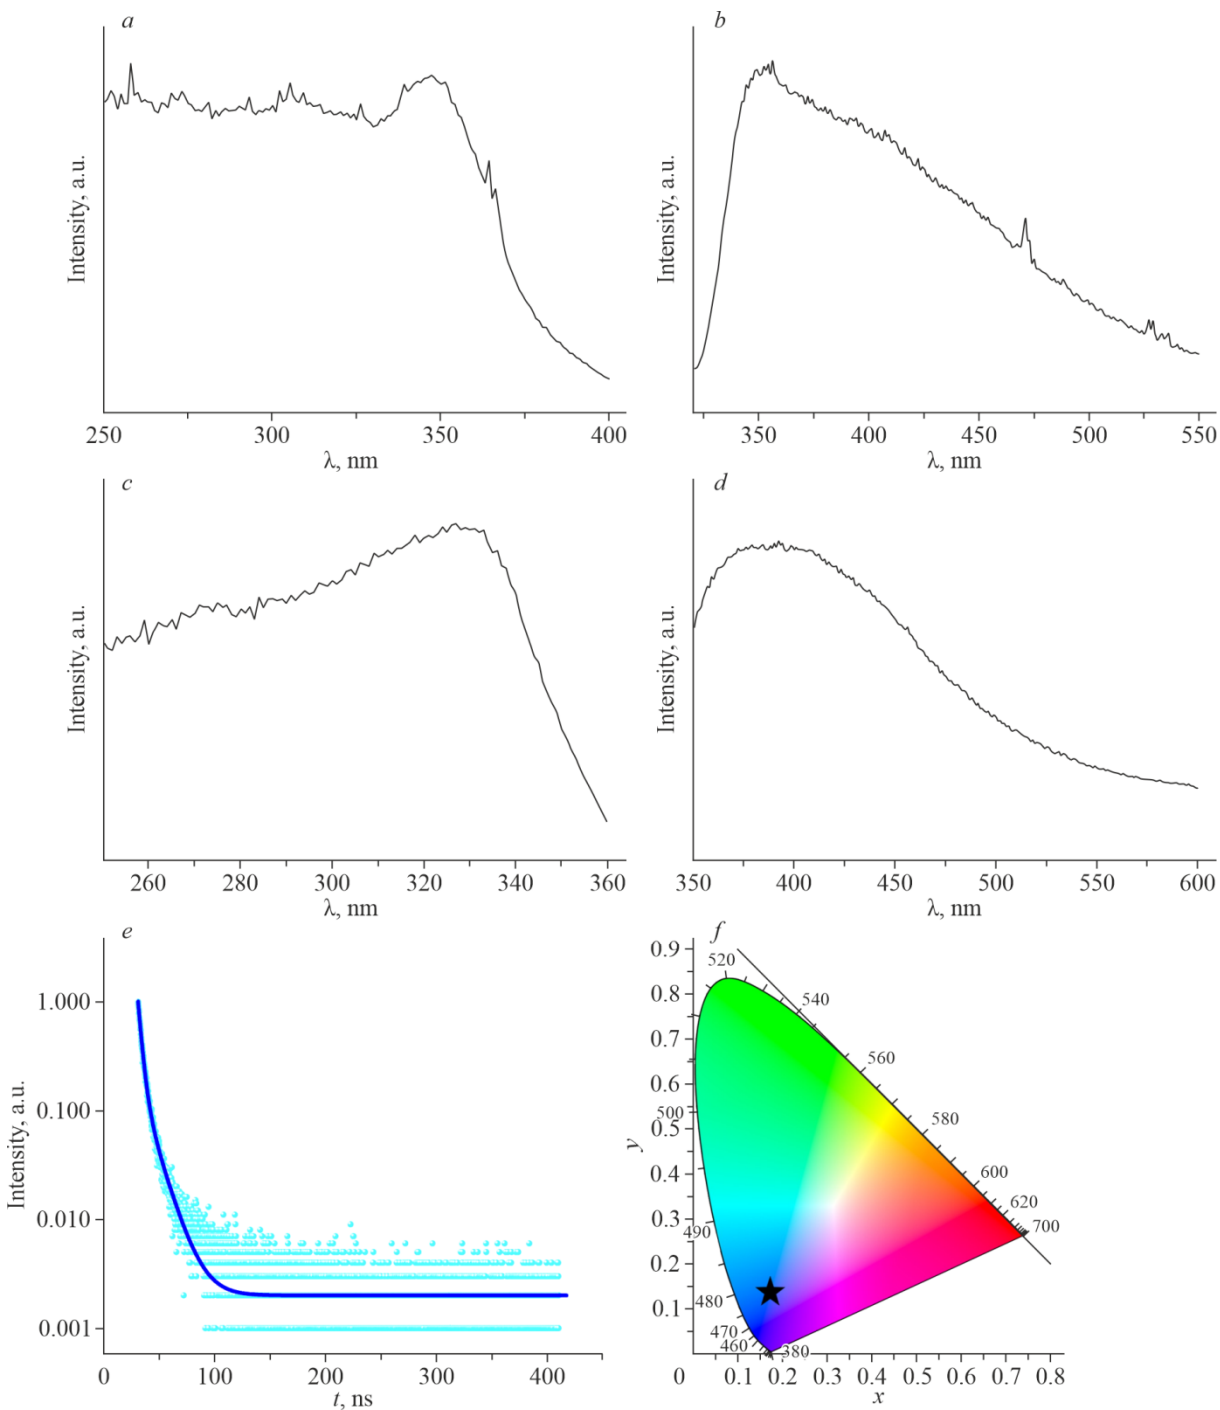 a
Intensity, a.u.
250 300 350 400
λ, nm
b
Intensity, a.u.
350 400 450 500 550
λ, nm
c
Intensity, a.u.
260 280 300 320 340 360
λ, nm
d
Intensity, a.u.
350 400 450 500 550 600
λ, nm
e
Intensity, a.u.
1.000
0.100
0.010
0.001
0 100 200 300 400
t, ns
f
y
0.9
0.8
0.7
0.6
0.5
0.4
0.3
0.2
0.1
520
540
560
500
580
600
620
490
700
480
470
460
380
0 0.1 0.2 0.3 0.4 0.5 0.6 0.7 0.8
x